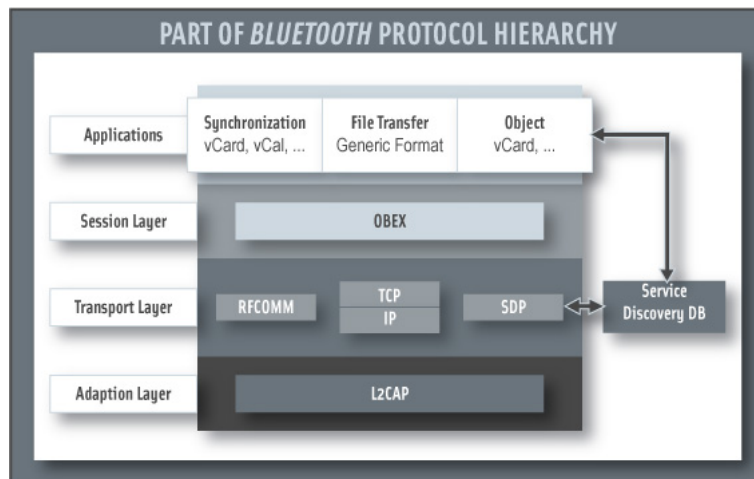 PART OF BLUETOOTH PROTOCOL HIERARCHY
Applications
Synchronization
vCard, vCal, ...
File Transfer
Generic Format
Object
vCard, ...
Session Layer
OBEX
Transport Layer
RFCOMM
TCP
IP
SDP
Service
Discovery DB
Adaption Layer
L2CAP